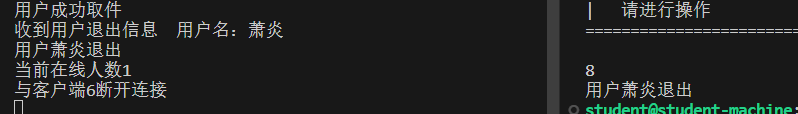 用户成功取件
收到用户退出信息  用户名：萧炎
用户萧炎退出
当前在线人数1
与客户端6断开连接
|   请进行操作
========================
8
用户萧炎退出
student@student-machine: